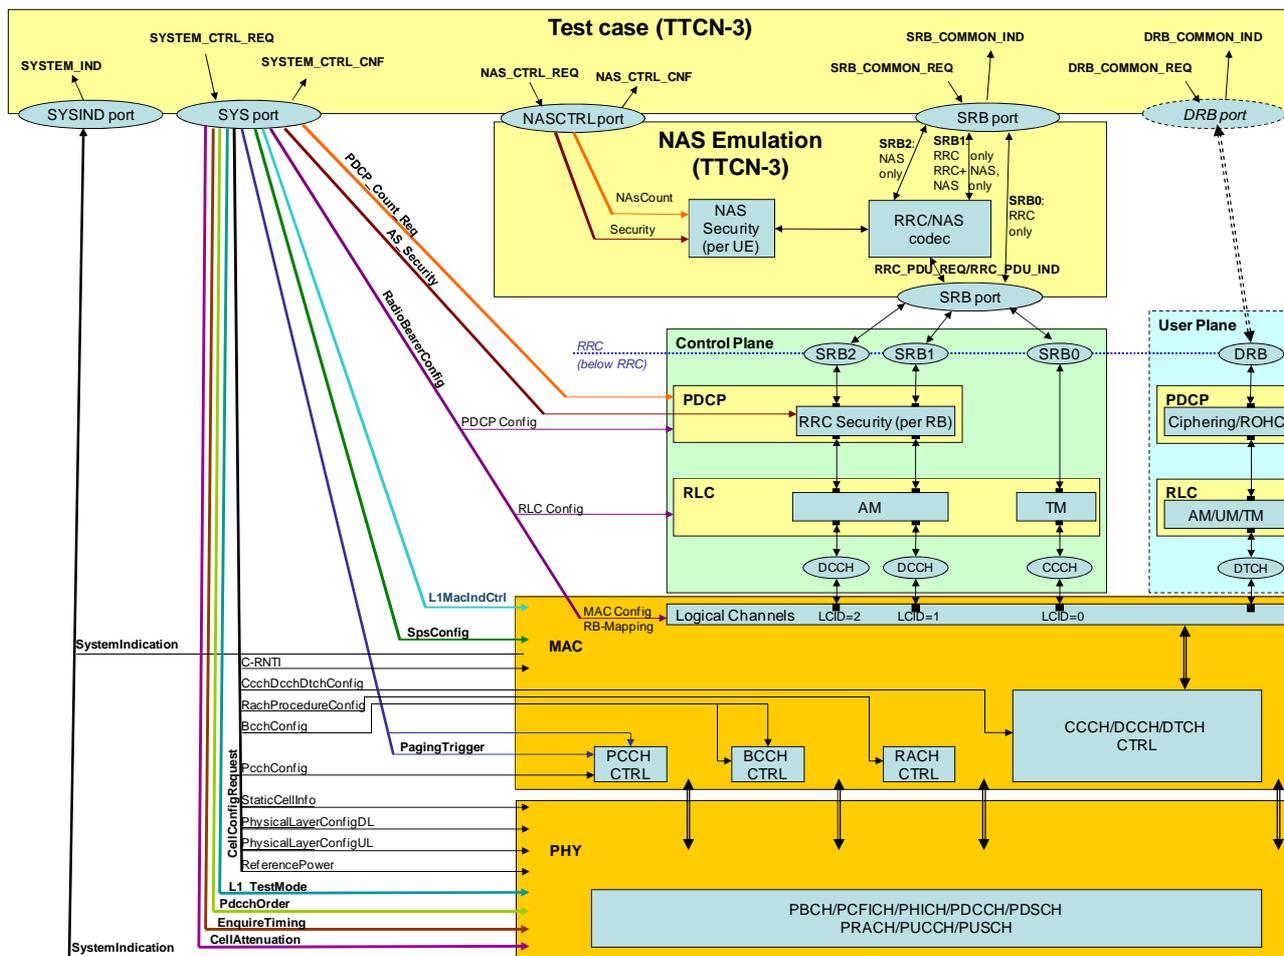 Test case (TTCN-3)
SYSTEM_CTRL_REQ
SYSTEM_IND
SYSTEM_CTRL_CNF
NAS_CTRL_REQ
NAS_CTRL_CNF
SRB_COMMON_IND
SRB_COMMON_REQ
DRB_COMMON_IND
DRB_COMMON_REQ
SYSIND port
SYS port
NASCTRL port
SRB port
DRB port
NAS Emulation
(TTCN-3)
SRB2:
NAS
only
SRB1:
RRC only
RRC+ NAS,
NAS only
SRB0:
RRC
only
NAsCount
Security
NAS
Security
(per UE)
RRC/NAS
codec
RRC_PDU_REQ/RRC_PDU_IND
SRB port
PDCP_Count_Req
AS_Security
RadioBearerConfig
RRC
(below RRC)
Control Plane
SRB2
SRB1
SRB0
User Plane
DRB
PDCP
RRC Security (per RB)
PDCP
Ciphering/ROHC
PDCP Config
RLC
AM
TM
RLC
AM/UM/TM
RLC Config
DCCH
DCCH
CCCH
DTCH
L1MacIndCtrl
MAC Config
RB-Mapping
Logical Channels
LCID=2
LCID=1
LCID=0
SpsConfig
MAC
SystemIndication
C-RNTI
CcchDcchDtchConfig
RachProcedureConfig
BcchConfig
PagingTrigger
PcchConfig
PCCH
CTRL
BCCH
CTRL
RACH
CTRL
CCCH/DCCH/DTCH
CTRL
CellConfigRequest
StaticCellInfo
PhysicalLayerConfigDL
PhysicalLayerConfigUL
ReferencePower
PHY
L1_TestMode
PdcchOrder
EnquireTiming
CellAttenuation
PBCH/PCFICH/PHICH/PDCCH/PDSCH
PRACH/PUCCH/PUSCH
SystemIndication